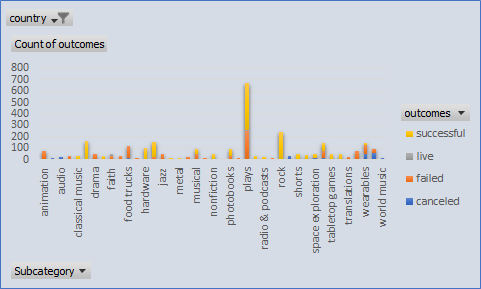 country
Count of outcomes
800
700
600
500
400
300
200
100
0
animation
audio
classical music
drama
faith
food trucks
hardware
jazz
metal
musical
nonfiction
photobooks
plays
radio & podcasts
rock
shorts
space exploration
tabletop games
translations
wearables
world music
outcomes
successful
live
failed
canceled
Subcategory